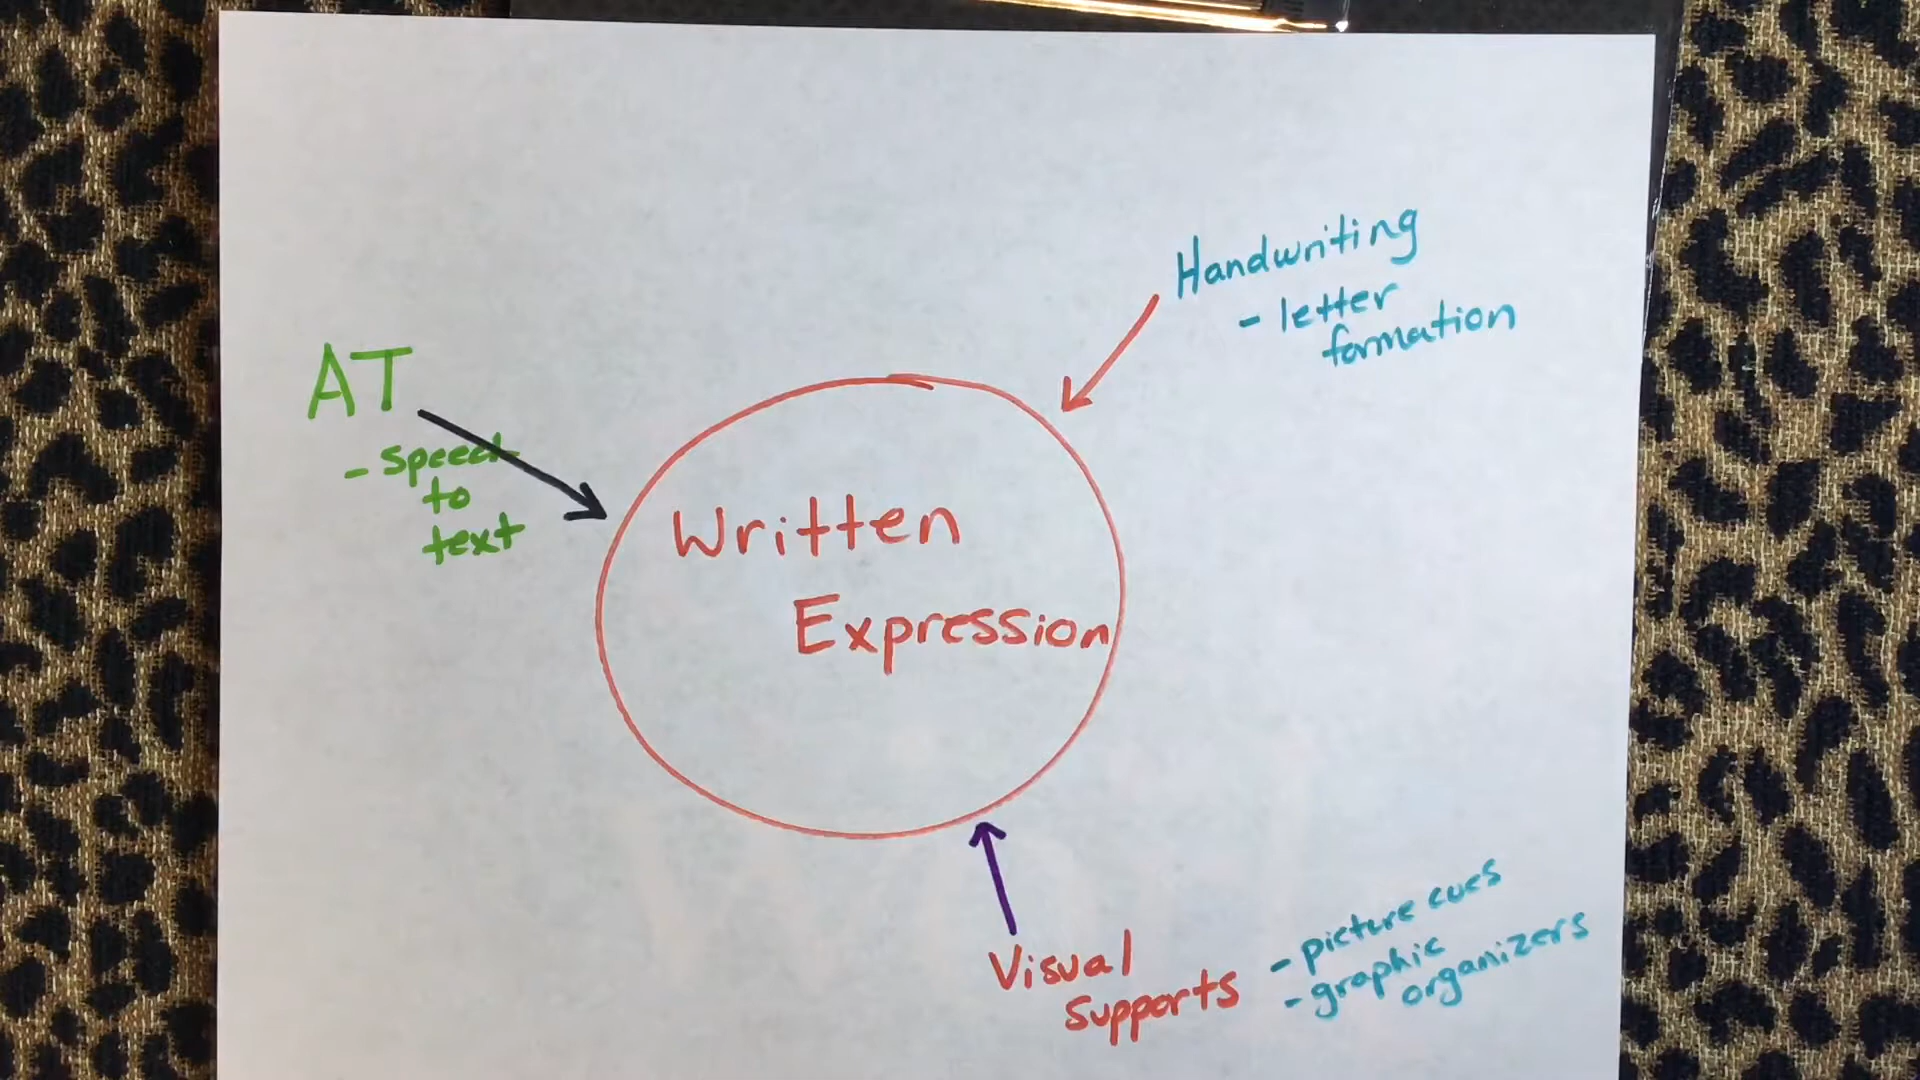 Handwriting
- letter
formation
AT
- speech
to
text
Written
Expression
Visual
Supports
- picture cues
- graphic
organizers